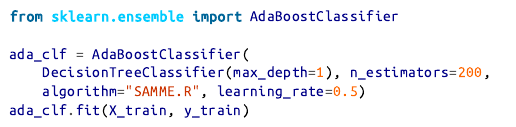 from sklearn.ensemble import AdaBoostClassifier

ada_clf = AdaBoostClassifier(
    DecisionTreeClassifier(max_depth=1), n_estimators=200,
    algorithm="SAMME.R", learning_rate=0.5)
ada_clf.fit(X_train, y_train)